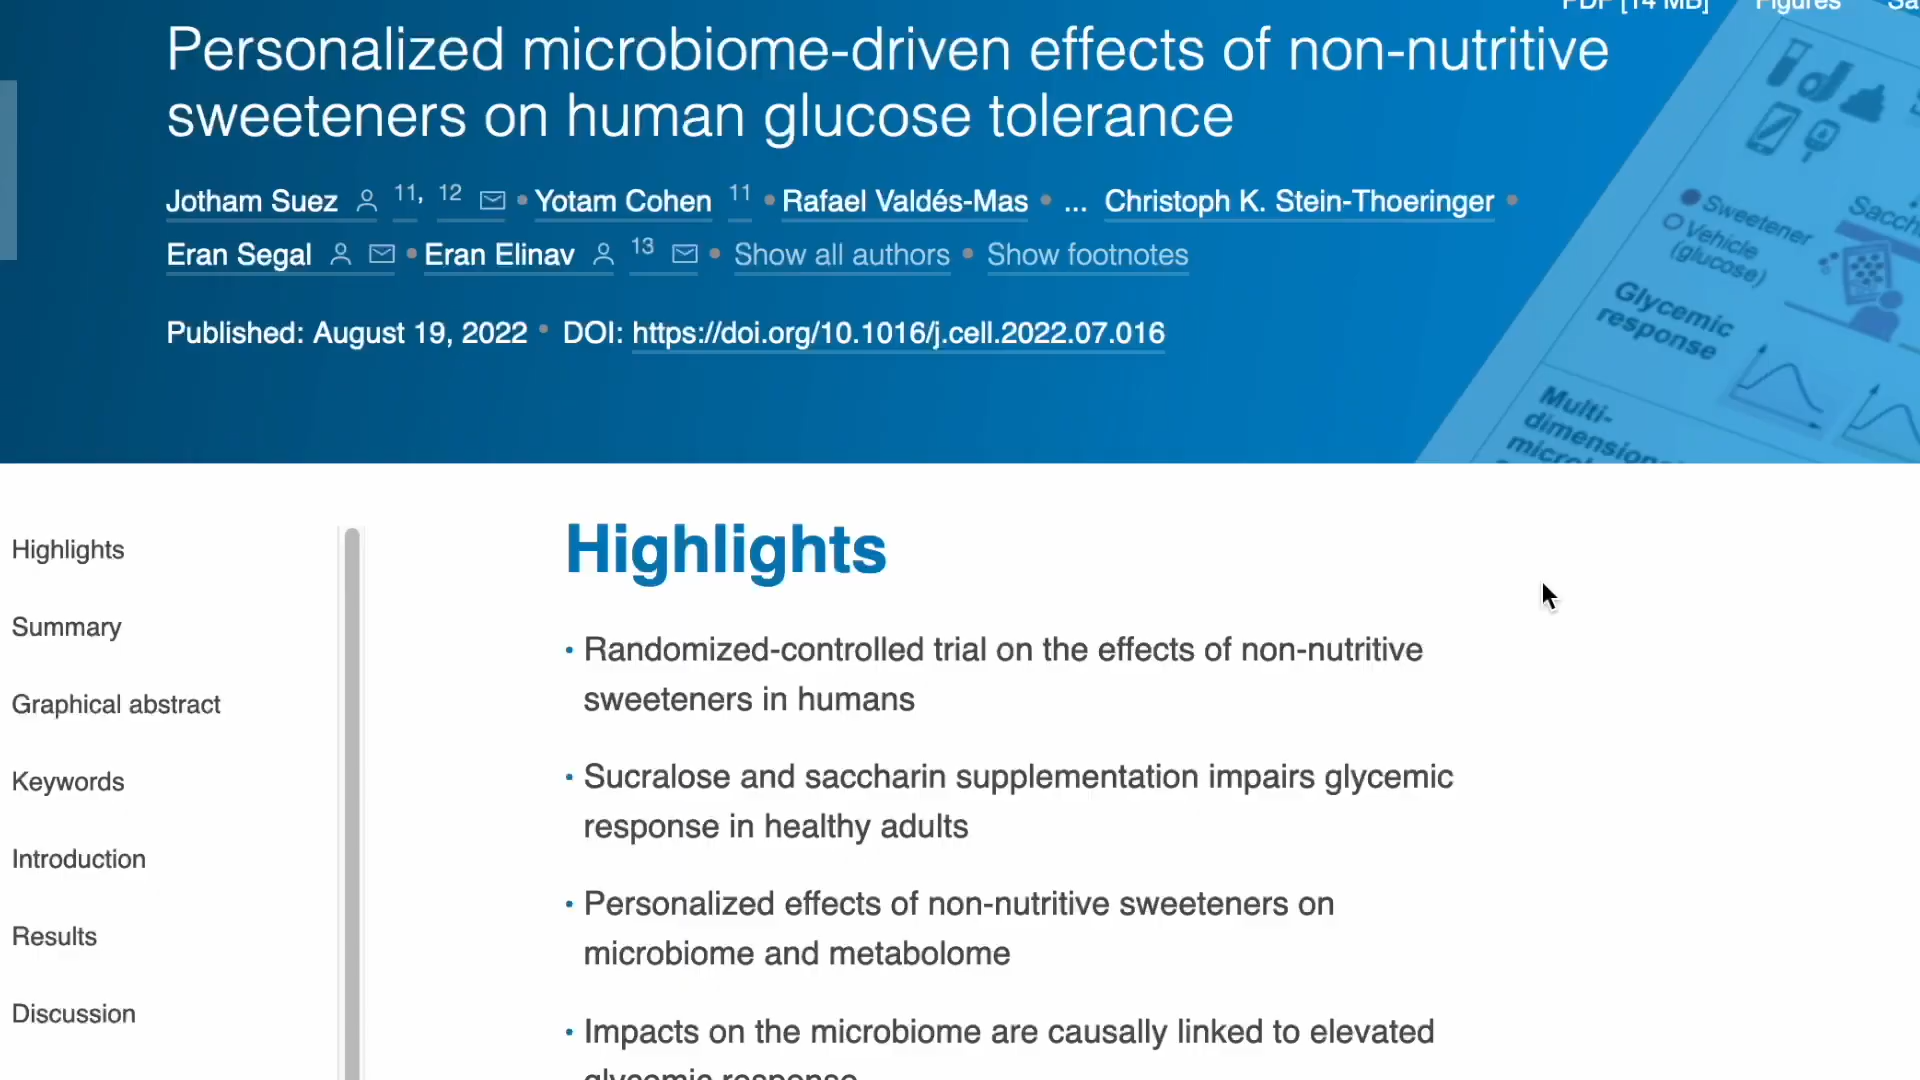 PDF [14 MB] Figures
Personalized microbiome-driven effects of non-nutritive
sweeteners on human glucose tolerance
Jotham Suez 11, 12 • Yotam Cohen 11 • Rafael Valdés-Mas • ... Christoph K. Stein-Thoeringer •
Eran Segal • Eran Elinav 13 • Show all authors • Show footnotes
Published: August 19, 2022 • DOI: https://doi.org/10.1016/j.cell.2022.07.016
Sweetener
Vehicle
(glucose)
Glycemic
response
Multi-
Highlights
Summary
Graphical abstract
Keywords
Introduction
Results
Discussion
Highlights
• Randomized-controlled trial on the effects of non-nutritive
sweeteners in humans
• Sucralose and saccharin supplementation impairs glycemic
response in healthy adults
• Personalized effects of non-nutritive sweeteners on
microbiome and metabolome
• Impacts on the microbiome are causally linked to elevated
glycemic response